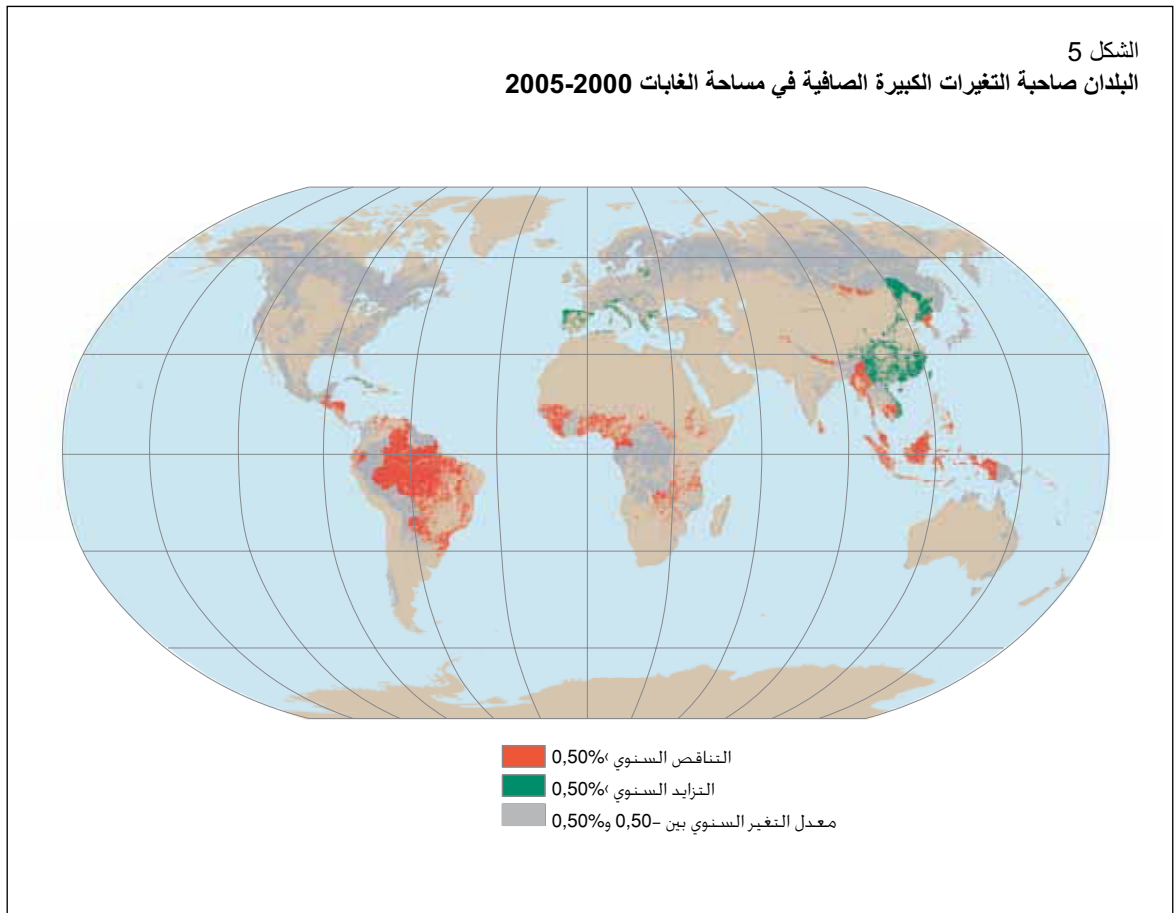 الشكل 5
البلدان صاحبة التغيرات الكبيرة الصافية في مساحة الغابات 2000-2005
التناقص السنوي ›0,50%
التزايد السنوي ›0,50%
معدل التغير السنوي بين -0,50 و0,50%